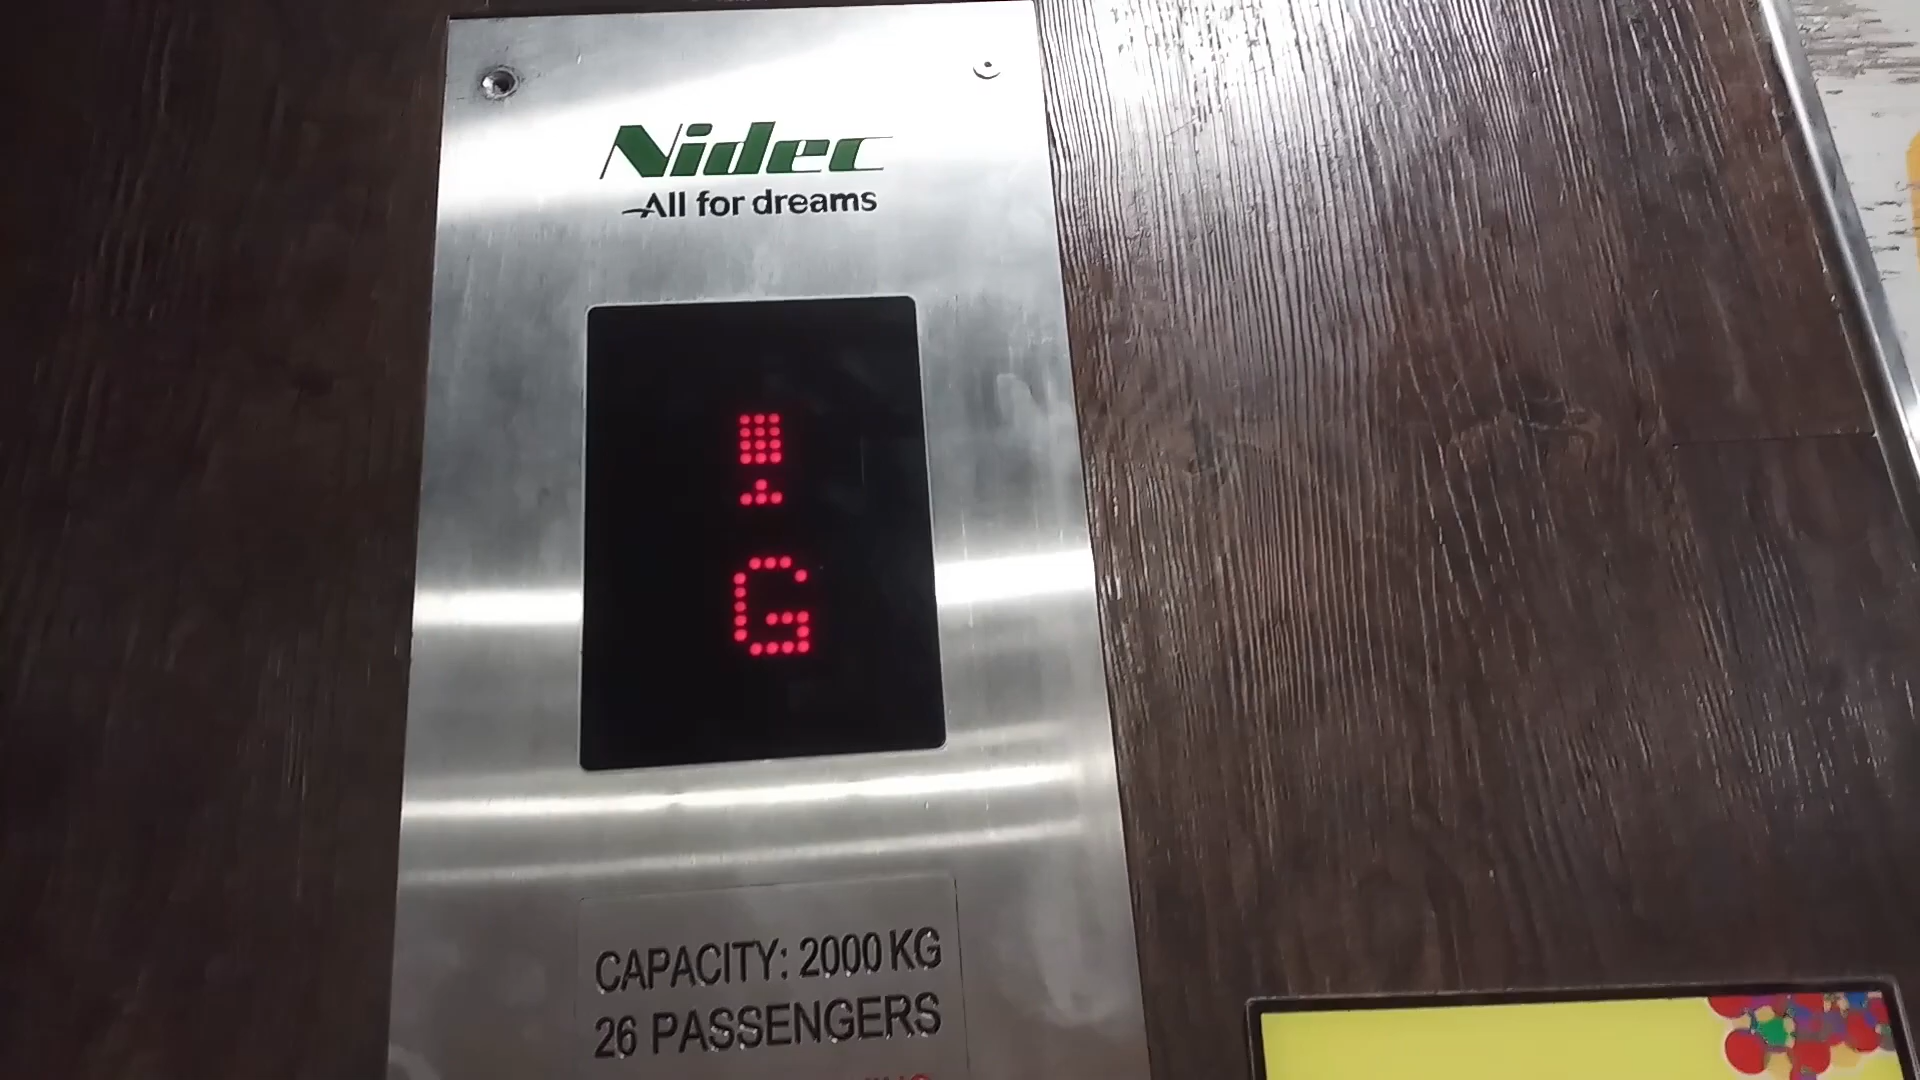 Nidec
All for dreams
G
CAPACITY: 2000 KG
26 PASSENGERS